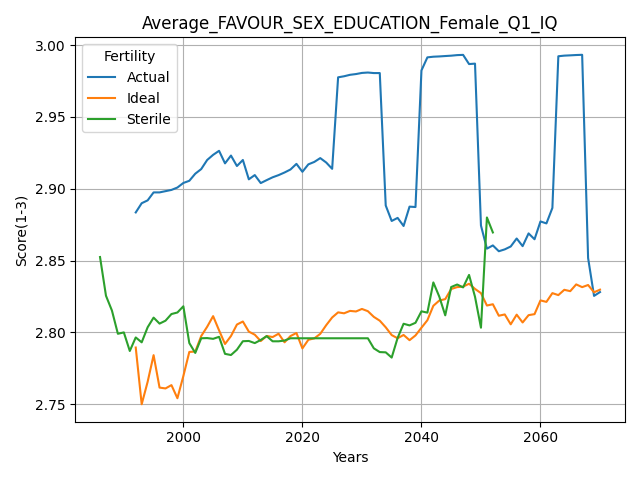 Average_FAVOUR_SEX_EDUCATION_Female_Q1_IQ
Fertility
Actual
Ideal
Sterile
Score(1-3)
3.00
2.95
2.90
2.85
2.80
2.75
2000 2020 2040 2060
Years